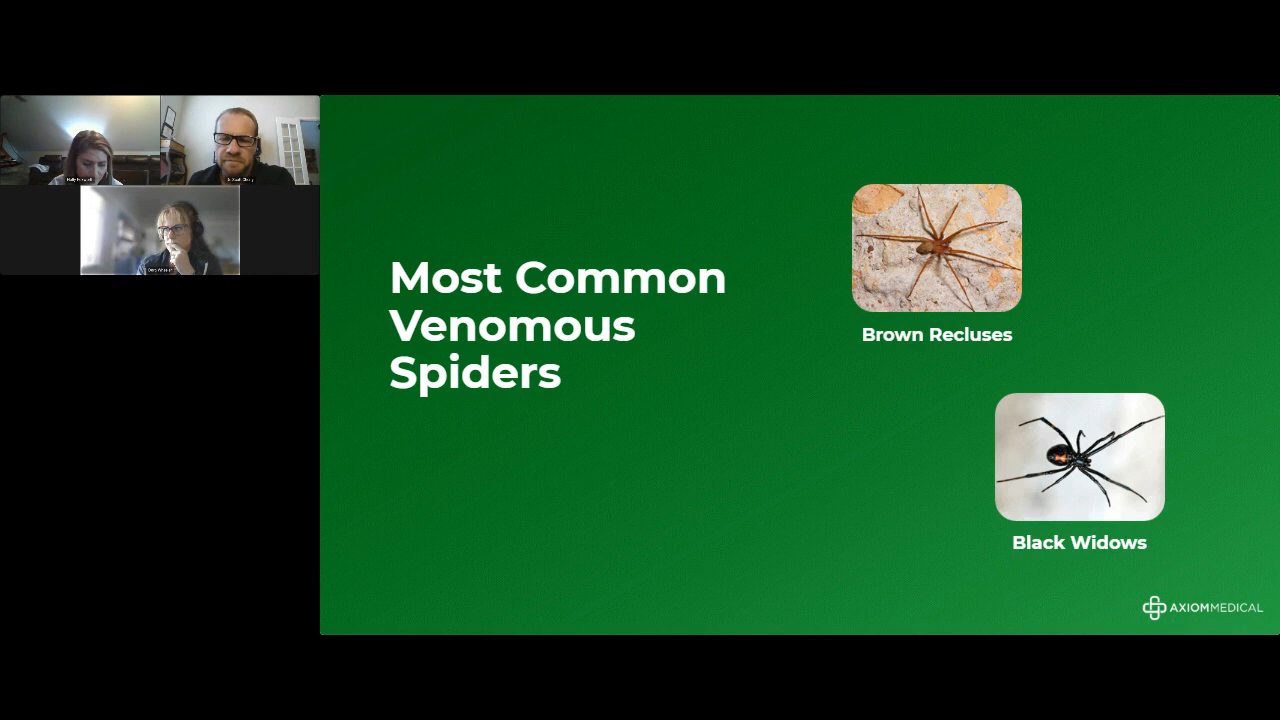 Most Common
Venomous
Spiders
Brown Recluses
Black Widows
AXIOMMEDICAL